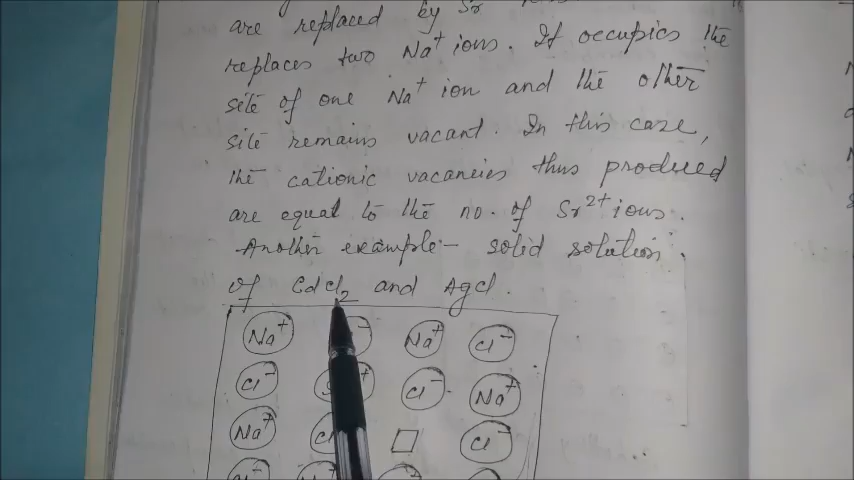 are replaced by Sr
replaces two Na⁺ ions. It occupies the
site of one Na⁺ ion and the other
site remains vacant. In this case,
the cationic vacancies thus produced
are equal to the no. of Sr²⁺ ions.
Another example - solid solution
of CdCl₂ and AgCl.
Na⁺ Na⁺ Cl⁻
Cl⁻ Cl⁻ Na⁺
Na⁺ Cl⁻